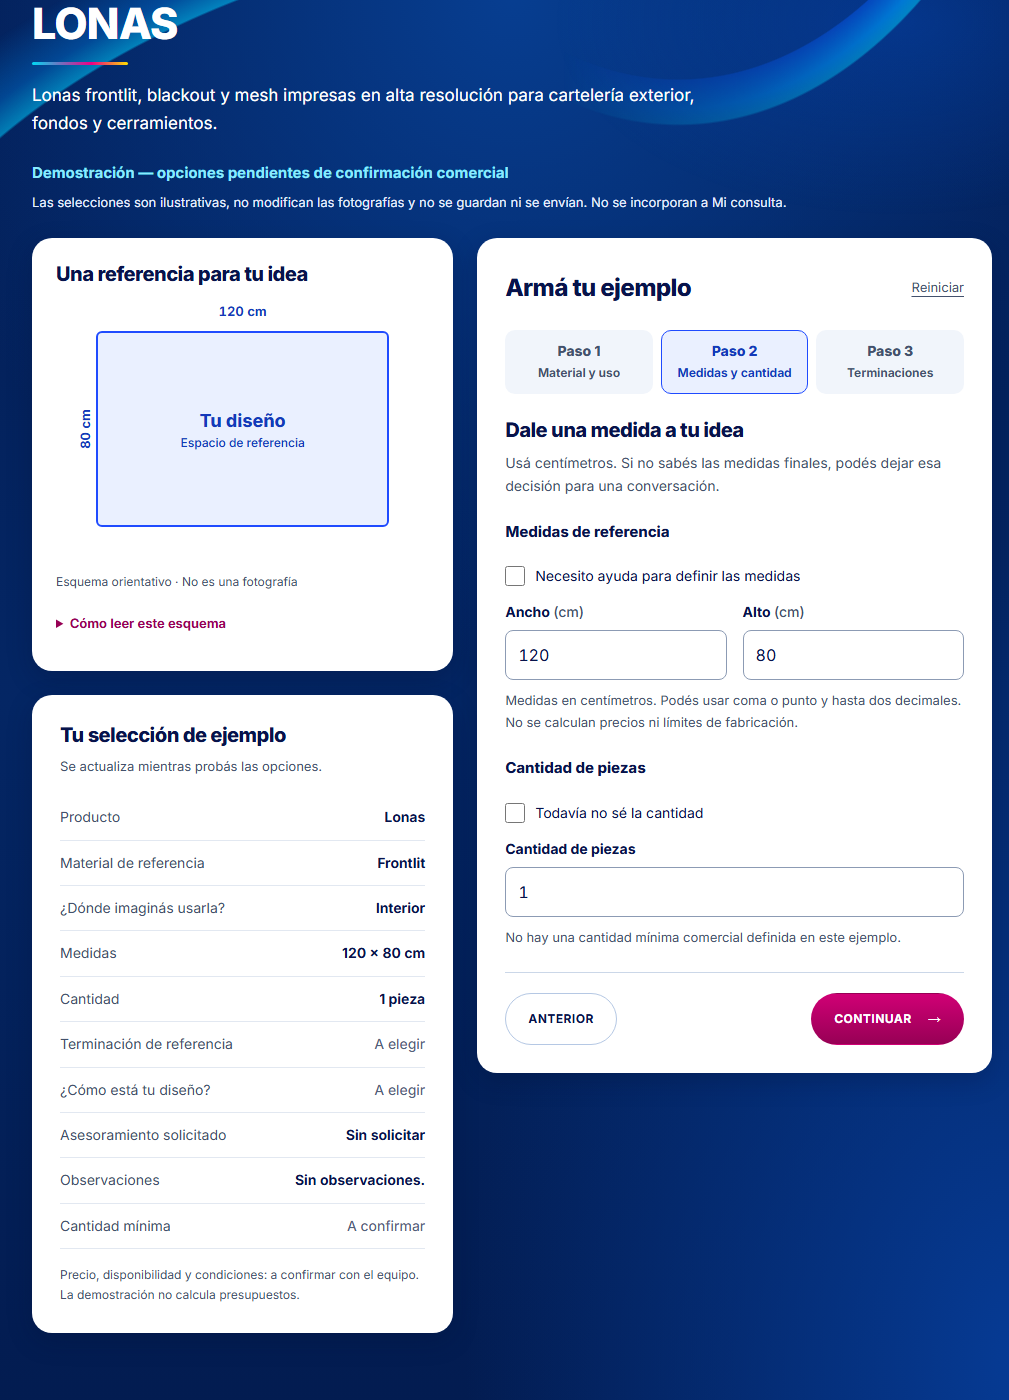 LONAS
Lonas frontlit, blackout y mesh impresas en alta resolución para cartelería exterior,
fondos y cerramientos.
Demostración — opciones pendientes de confirmación comercial
Las selecciones son ilustrativas, no modifican las fotografías y no se guardan ni se envían. No se incorporan a Mi consulta.
Una referencia para tu idea
120 cm
80 cm
Tu diseño
Espacio de referencia
Esquema orientativo · No es una fotografía
Cómo leer este esquema
Tu selección de ejemplo
Se actualiza mientras probás las opciones.
Producto Lonas
Material de referencia Frontlit
¿Dónde imaginás usarla? Interior
Medidas 120 × 80 cm
Cantidad 1 pieza
Terminación de referencia A elegir
¿Cómo está tu diseño? A elegir
Asesoramiento solicitado Sin solicitar
Observaciones Sin observaciones.
Cantidad mínima A confirmar
Precio, disponibilidad y condiciones: a confirmar con el equipo.
La demostración no calcula presupuestos.
Armá tu ejemplo
Reiniciar
Paso 1
Material y uso
Paso 2
Medidas y cantidad
Paso 3
Terminaciones
Dale una medida a tu idea
Usá centímetros. Si no sabés las medidas finales, podés dejar esa
decisión para una conversación.
Medidas de referencia
Necesito ayuda para definir las medidas
Ancho (cm)
120
Alto (cm)
80
Medidas en centímetros. Podés usar coma o punto y hasta dos decimales.
No se calculan precios ni límites de fabricación.
Cantidad de piezas
Todavía no sé la cantidad
Cantidad de piezas
1
No hay una cantidad mínima comercial definida en este ejemplo.
ANTERIOR
CONTINUAR →